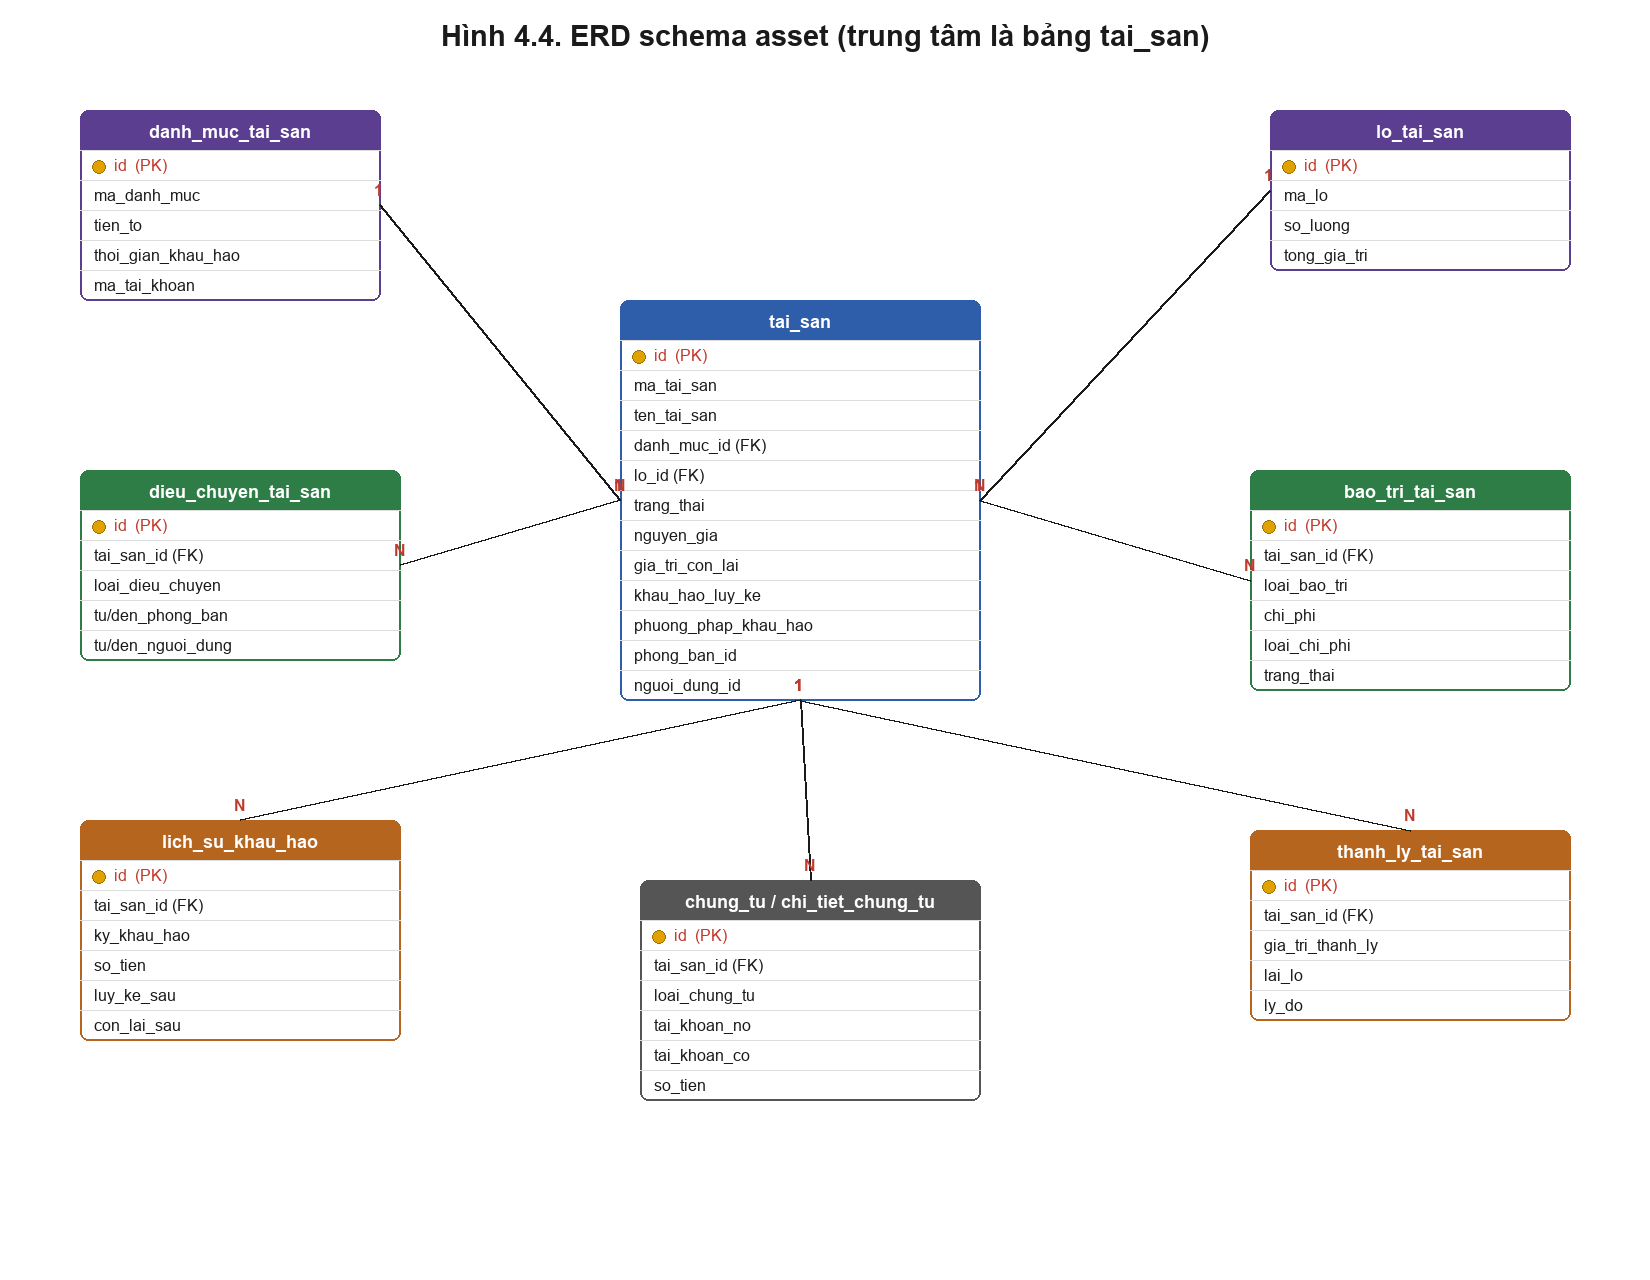 Hình 4.4. ERD schema asset (trung tâm là bảng tai_san)
danh_muc_tai_san
id (PK)
ma_danh_muc
tien_to
thoi_gian_khau_hao
ma_tai_khoan
1
lo_tai_san
id (PK)
ma_lo
so_luong
tong_gia_tri
1
tai_san
id (PK)
ma_tai_san
ten_tai_san
danh_muc_id (FK)
lo_id (FK)
trang_thai
nguyen_gia
gia_tri_con_lai
khau_hao_luy_ke
phuong_phap_khau_hao
phong_ban_id
nguoi_dung_id
N
N
1
dieu_chuyen_tai_san
id (PK)
tai_san_id (FK)
loai_dieu_chuyen
tu/den_phong_ban
tu/den_nguoi_dung
N
bao_tri_tai_san
id (PK)
tai_san_id (FK)
loai_bao_tri
chi_phi
loai_chi_phi
trang_thai
N
lich_su_khau_hao
id (PK)
tai_san_id (FK)
ky_khau_hao
so_tien
luy_ke_sau
con_lai_sau
N
chung_tu / chi_tiet_chung_tu
id (PK)
tai_san_id (FK)
loai_chung_tu
tai_khoan_no
tai_khoan_co
so_tien
N
thanh_ly_tai_san
id (PK)
tai_san_id (FK)
gia_tri_thanh_ly
lai_lo
ly_do
N